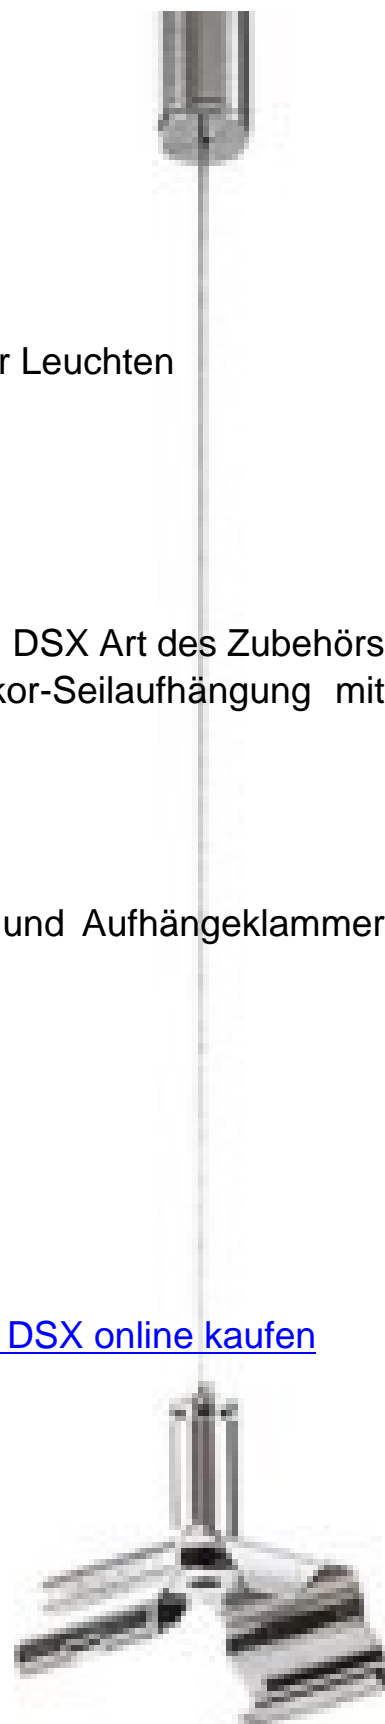 r Leuchten
DSX Art des Zubehörs
kor-Seilaufhängung mit
und Aufhängeklammer
DSX online kaufen